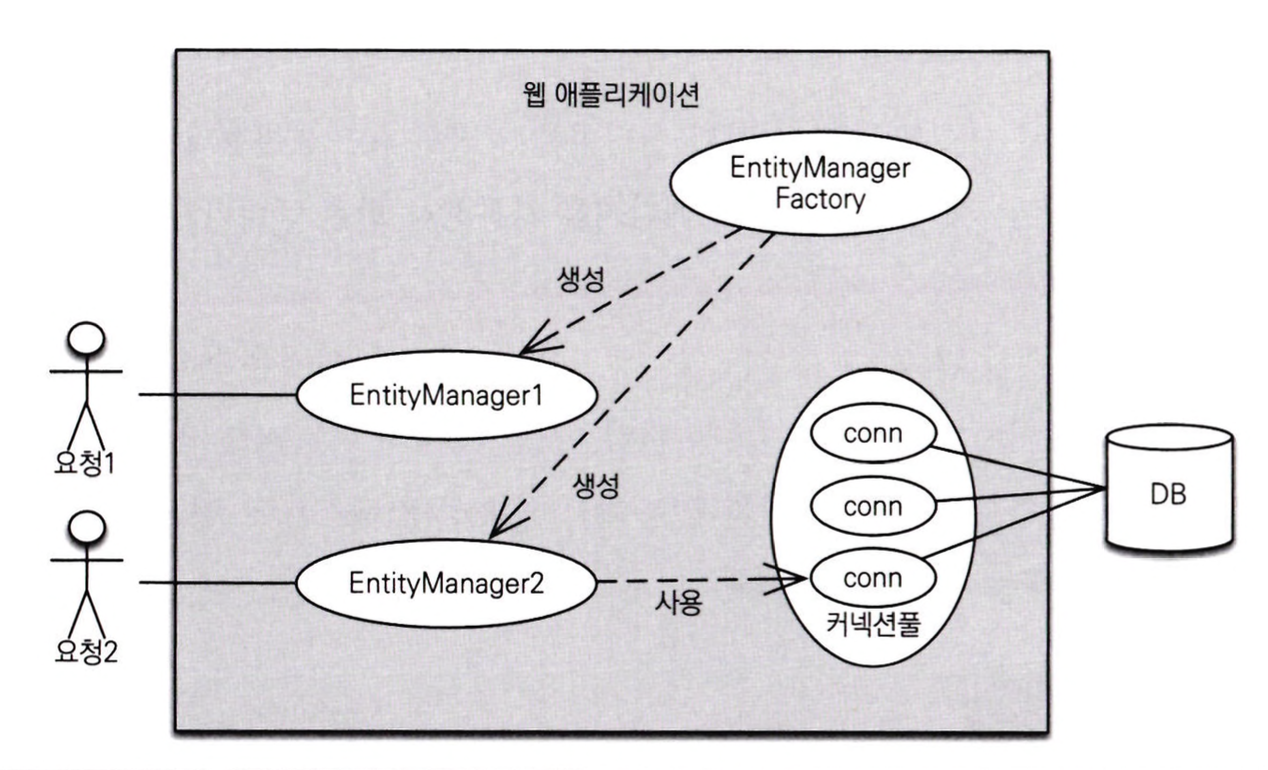 웹 애플리케이션
EntityManager
Factory
생성
EntityManager1
요청1
conn
conn
DB
생성
EntityManager2
사용
conn
커넥션풀
요청2